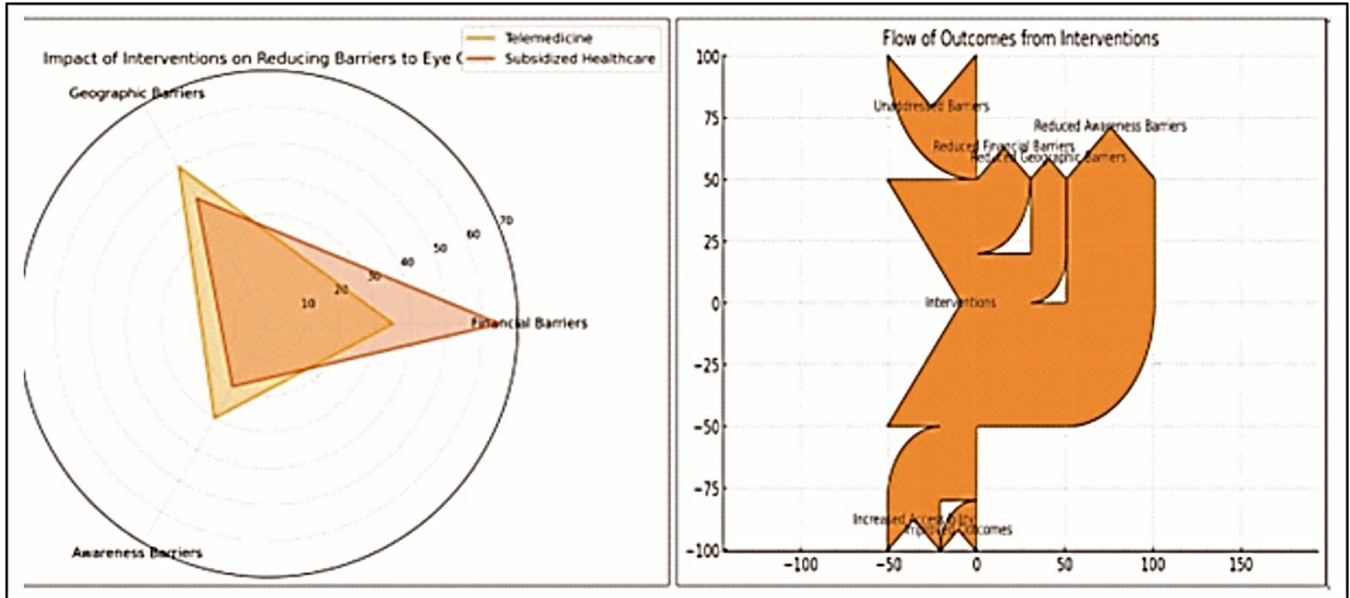 Telemedicine
Subsidized Healthcare
Impact of Interventions on Reducing Barriers to Eye
Geographic Barriers
70
60
50
40
30
20
10
Financial Barriers
Awareness Barriers
Flow of Outcomes from Interventions
100
Unaddressed Barriers
75
Reduced Awareness Barriers
Reduced Financial Barriers
Reduced Geographic Barriers
50
25
0
Interventions
−25
−50
−75
Increased Accessibility
Improved Outcomes
−100
−100 −50 0 50 100 150